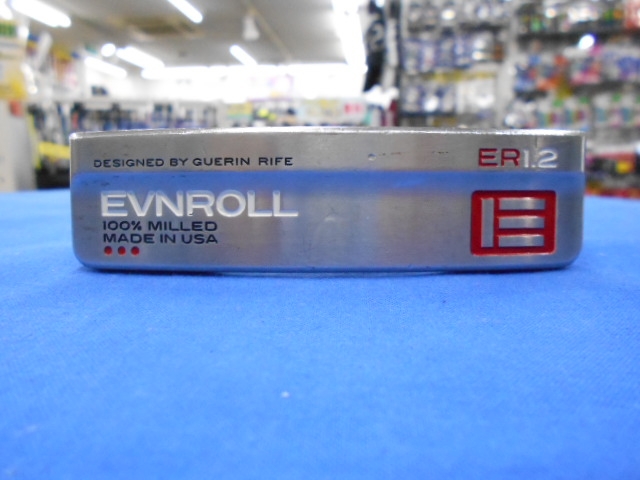 DESIGNED BY GUERIN RIFE
ER1.2
EVNROLL
100% MILLED
MADE IN USA